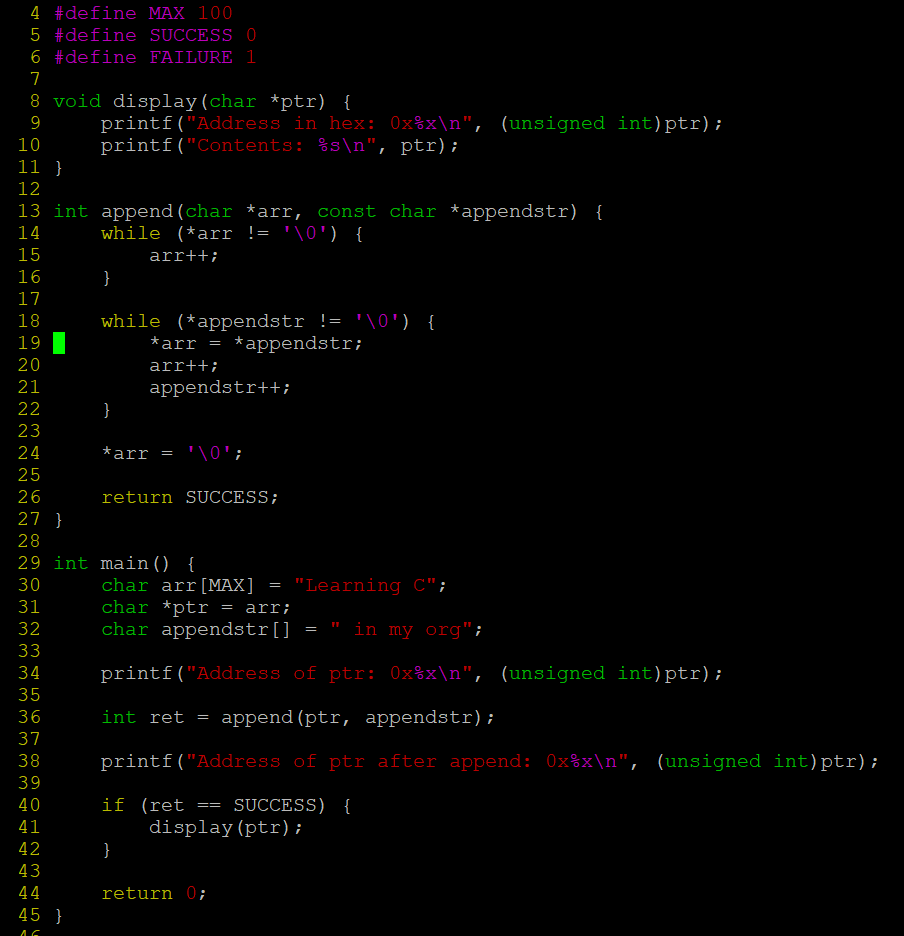 4 #define MAX 100
5 #define SUCCESS 0
6 #define FAILURE 1
7
8 void display(char *ptr) {
9     printf("Address in hex: 0x%x\n", (unsigned int)ptr);
10     printf("Contents: %s\n", ptr);
11 }
12
13 int append(char *arr, const char *appendstr) {
14     while (*arr != '\0') {
15         arr++;
16     }
17
18     while (*appendstr != '\0') {
19         *arr = *appendstr;
20         arr++;
21         appendstr++;
22     }
23
24     *arr = '\0';
25
26     return SUCCESS;
27 }
28
29 int main() {
30     char arr[MAX] = "Learning C";
31     char *ptr = arr;
32     char appendstr[] = " in my org";
33
34     printf("Address of ptr: 0x%x\n", (unsigned int)ptr);
35
36     int ret = append(ptr, appendstr);
37
38     printf("Address of ptr after append: 0x%x\n", (unsigned int)ptr);
39
40     if (ret == SUCCESS) {
41         display(ptr);
42     }
43
44     return 0;
45 }
46